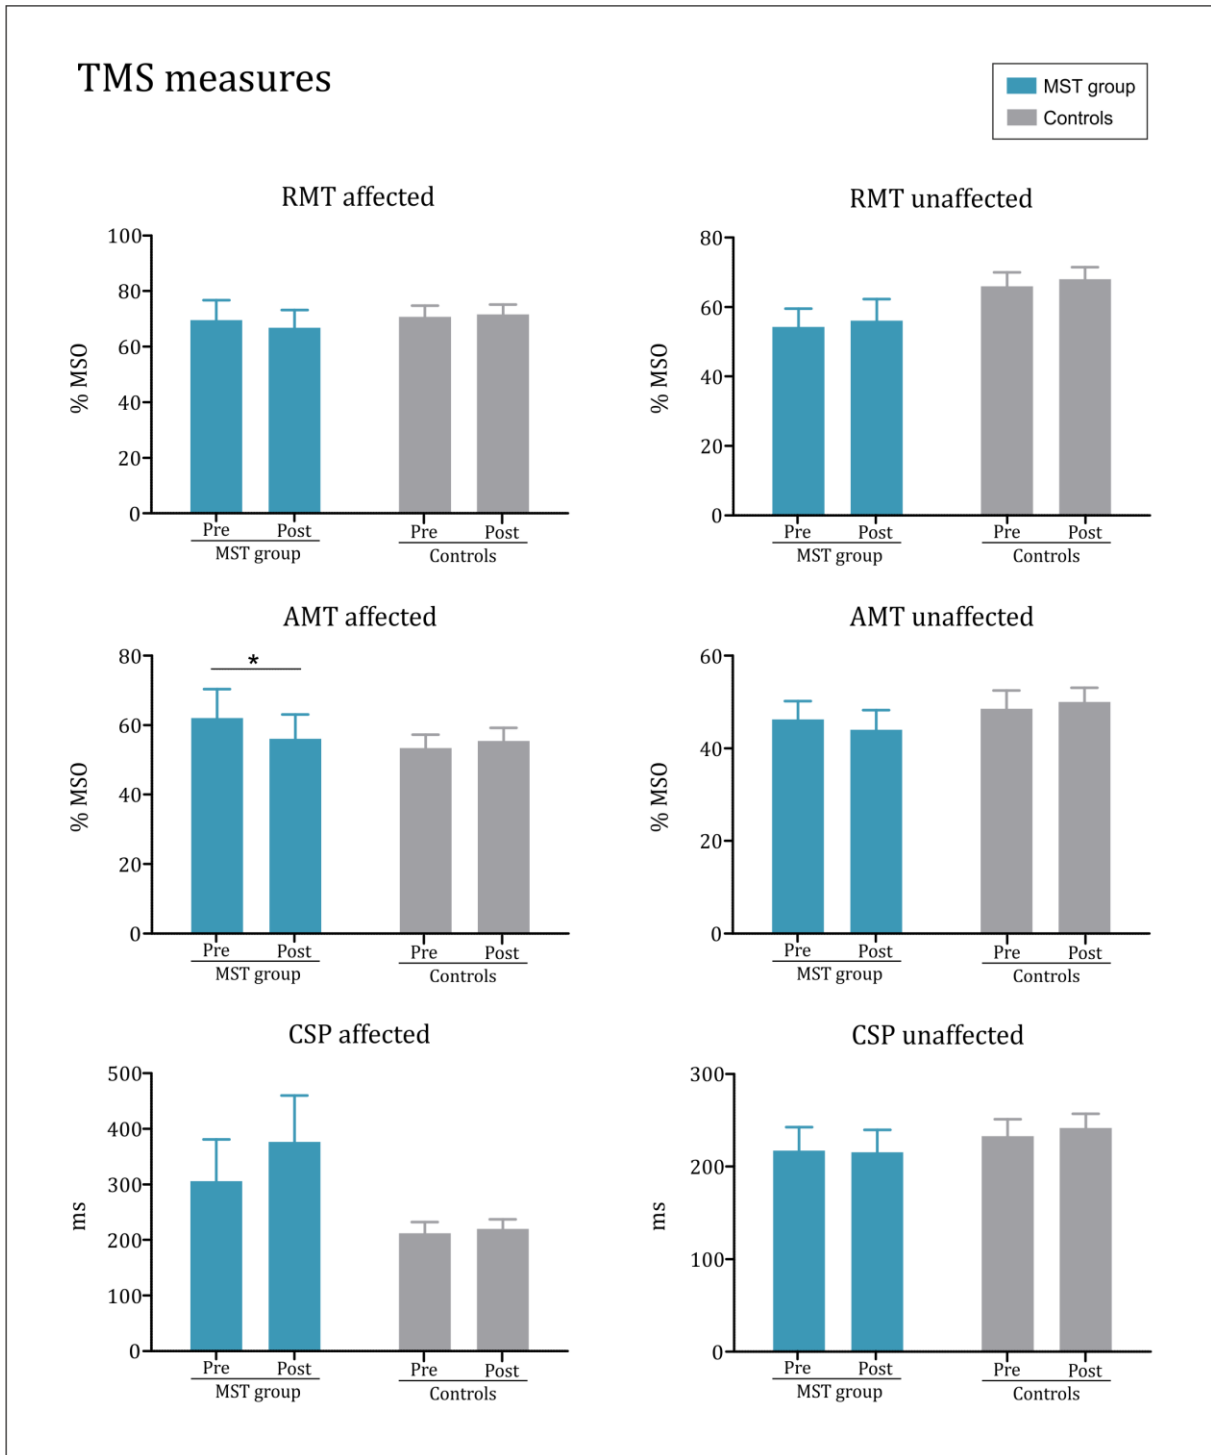 TMS measures
MST group
Controls
RMT affected
100
80
60
40
20
0
% MSO
Pre Post Pre Post
MST group Controls
RMT unaffected
80
60
40
20
0
% MSO
Pre Post Pre Post
MST group Controls
AMT affected
80
60
40
20
0
% MSO
*
Pre Post Pre Post
MST group Controls
AMT unaffected
60
40
20
0
% MSO
Pre Post Pre Post
MST group Controls
CSP affected
500
400
300
200
100
0
ms
Pre Post Pre Post
MST group Controls
CSP unaffected
300
200
100
0
ms
Pre Post Pre Post
MST group Controls